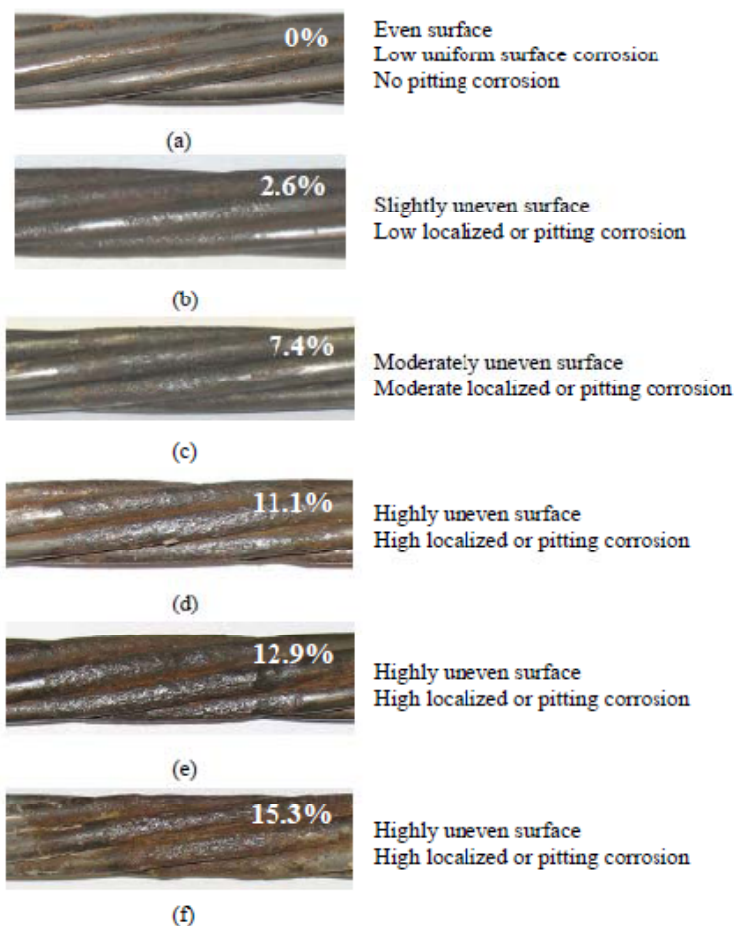 0%
Even surface
Low uniform surface corrosion
No pitting corrosion
(a)
2.6%
Slightly uneven surface
Low localized or pitting corrosion
(b)
7.4%
Moderately uneven surface
Moderate localized or pitting corrosion
(c)
11.1%
Highly uneven surface
High localized or pitting corrosion
(d)
12.9%
Highly uneven surface
High localized or pitting corrosion
(e)
15.3%
Highly uneven surface
High localized or pitting corrosion
(f)